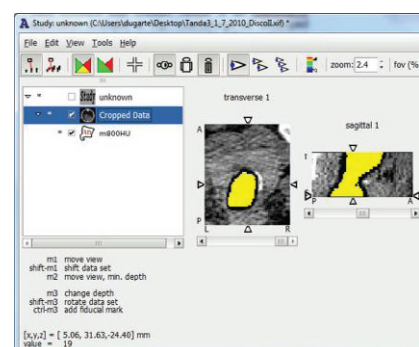 Study: unknown (C:\Users\dugarte\Desktop\Tanda3_1_7_2010_DiscoII.xif) *
File Edit View Tools Help
zoom: 2.4 fov (%
Study unknown
Cropped Data
m800HU
transverse 1
A
P
L R
sagittal 1
P A
m1 move view
shift-m1 shift data set
m2 move view, min. depth
m3 change depth
shift-m3 rotate data set
ctrl-m3 add fiducial mark
[x,y,z] = [ 5.06, 31.63,-24.40] mm
value = 19